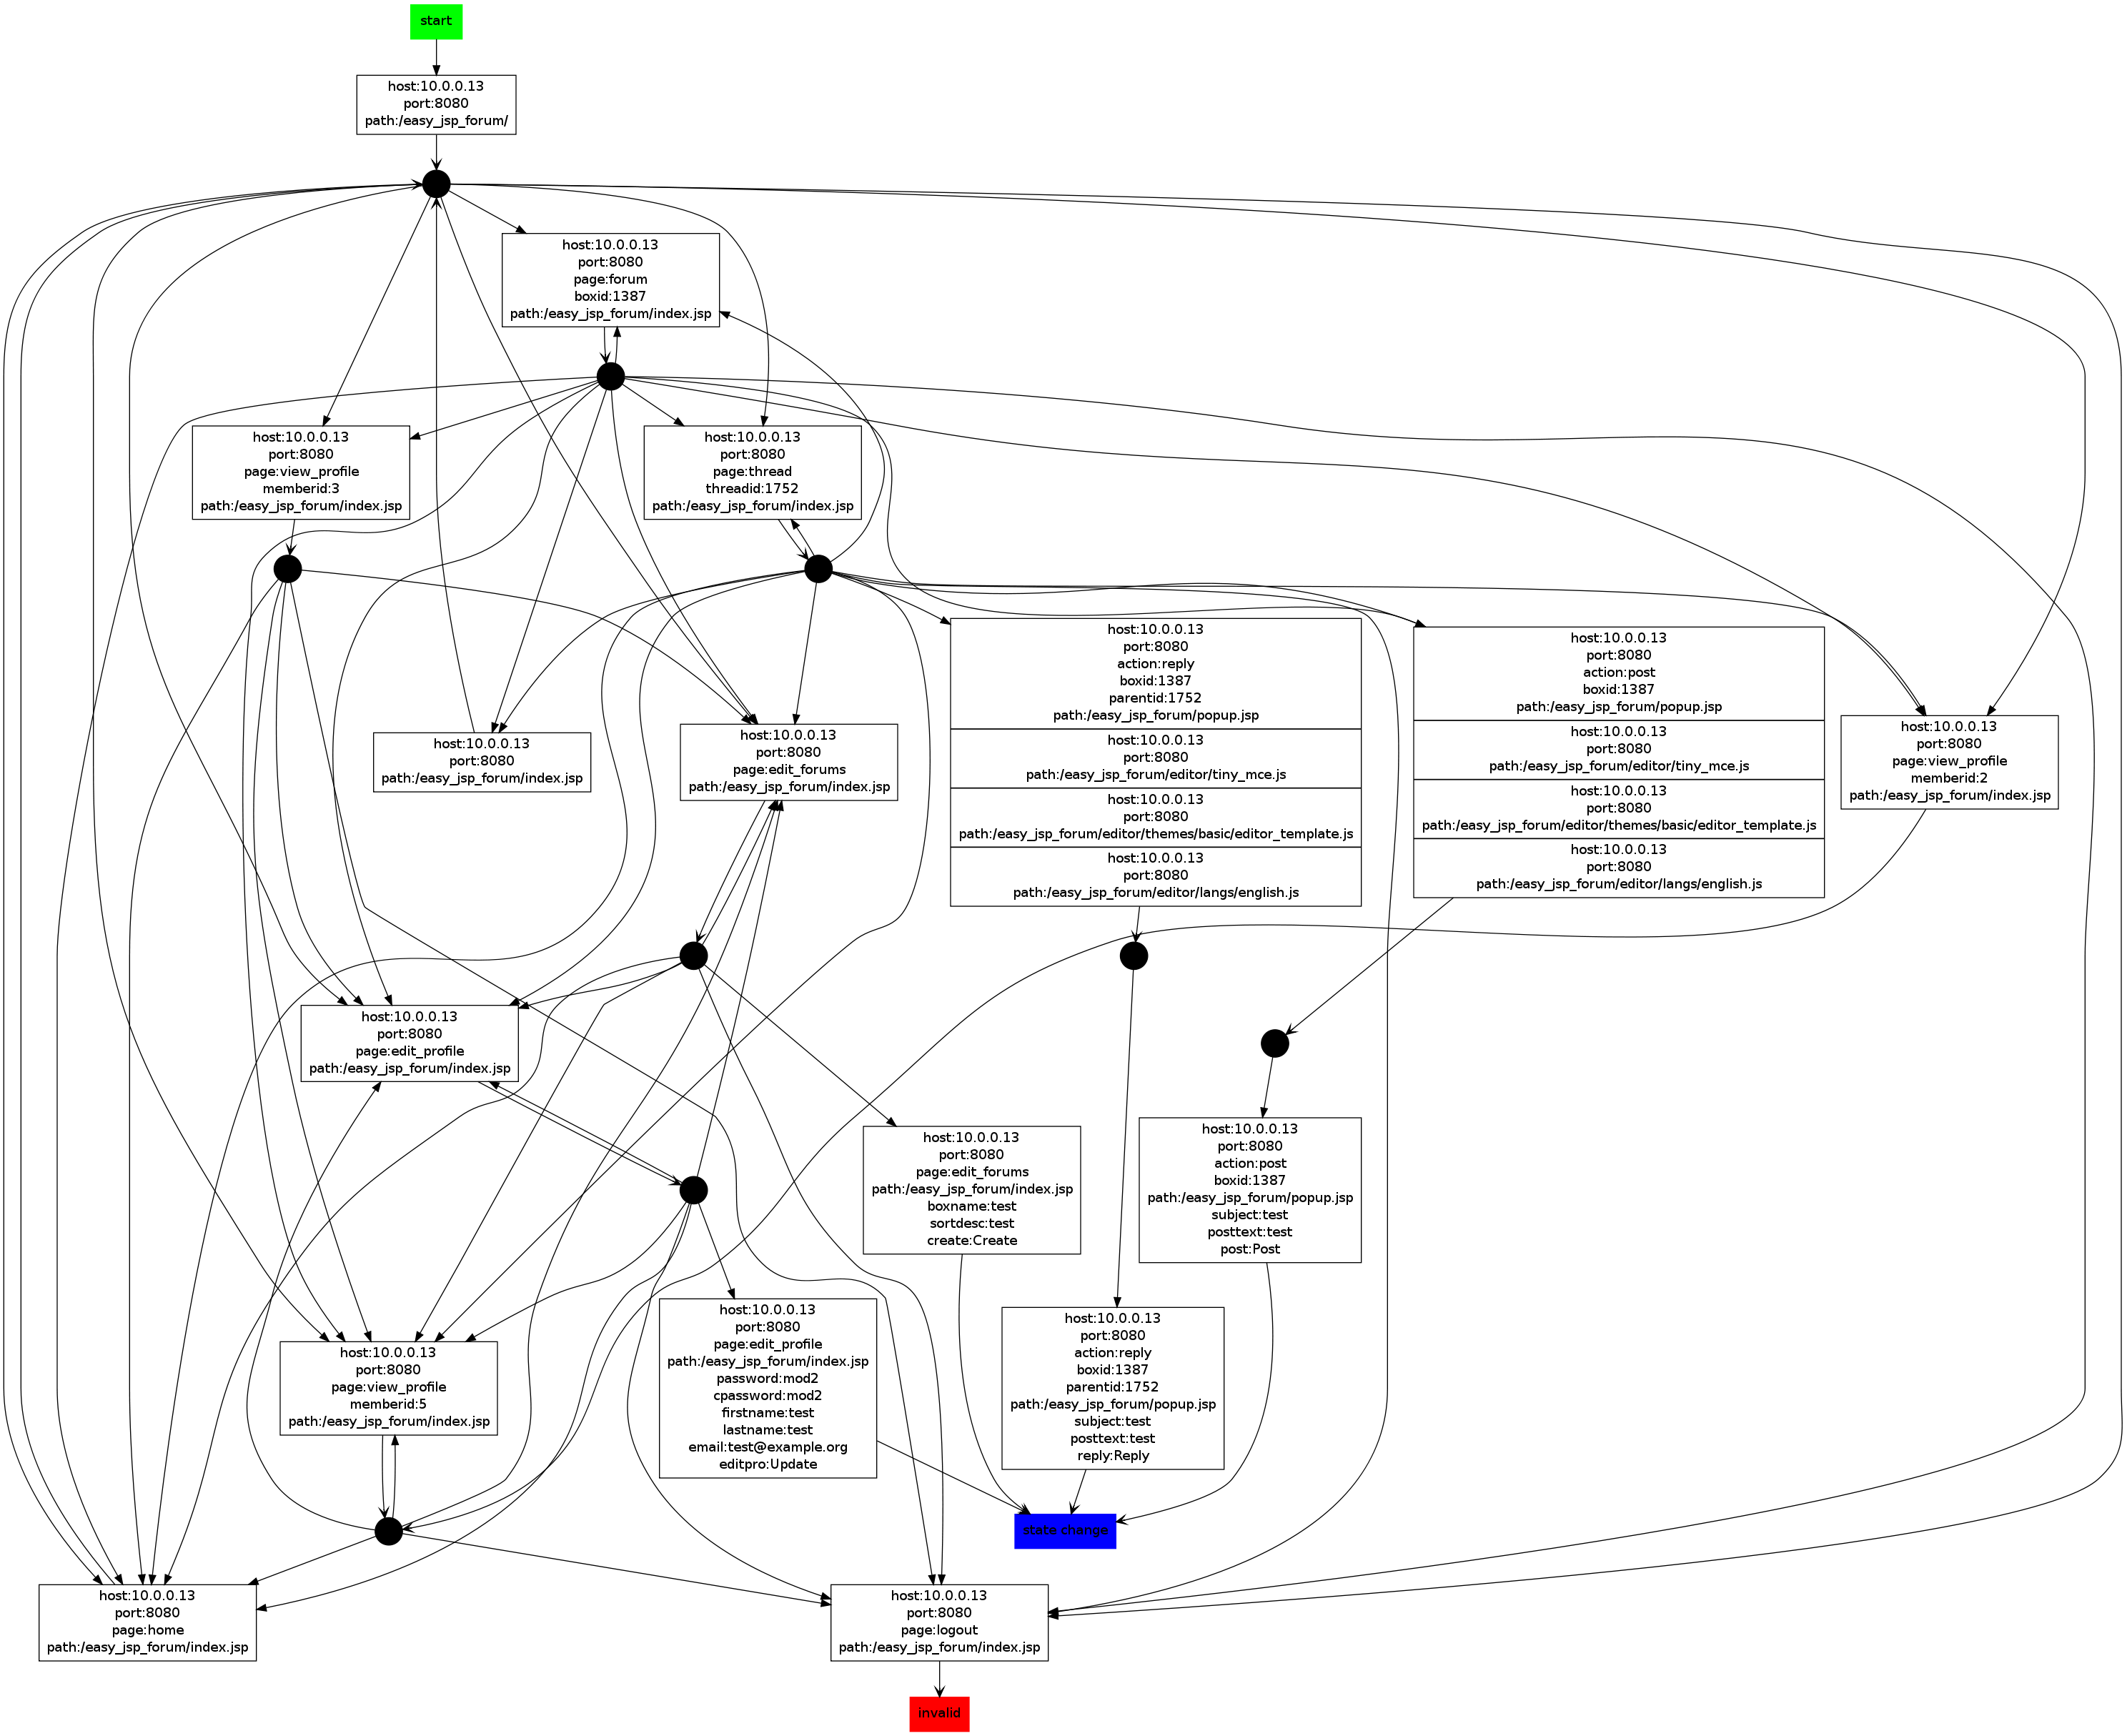 start
host:10.0.0.13
port:8080
path:/easy_jsp_forum/
host:10.0.0.13
port:8080
page:forum
boxid:1387
path:/easy_jsp_forum/index.jsp
host:10.0.0.13
port:8080
page:view_profile
memberid:3
path:/easy_jsp_forum/index.jsp
host:10.0.0.13
port:8080
page:thread
threadid:1752
path:/easy_jsp_forum/index.jsp
host:10.0.0.13
port:8080
path:/easy_jsp_forum/index.jsp
host:10.0.0.13
port:8080
page:edit_forums
path:/easy_jsp_forum/index.jsp
host:10.0.0.13
port:8080
action:reply
boxid:1387
parentid:1752
path:/easy_jsp_forum/popup.jsp
host:10.0.0.13
port:8080
path:/easy_jsp_forum/editor/tiny_mce.js
host:10.0.0.13
port:8080
path:/easy_jsp_forum/editor/themes/basic/editor_template.js
host:10.0.0.13
port:8080
path:/easy_jsp_forum/editor/langs/english.js
host:10.0.0.13
port:8080
action:post
boxid:1387
path:/easy_jsp_forum/popup.jsp
host:10.0.0.13
port:8080
path:/easy_jsp_forum/editor/tiny_mce.js
host:10.0.0.13
port:8080
path:/easy_jsp_forum/editor/themes/basic/editor_template.js
host:10.0.0.13
port:8080
path:/easy_jsp_forum/editor/langs/english.js
host:10.0.0.13
port:8080
page:view_profile
memberid:2
path:/easy_jsp_forum/index.jsp
host:10.0.0.13
port:8080
page:edit_profile
path:/easy_jsp_forum/index.jsp
host:10.0.0.13
port:8080
page:edit_forums
path:/easy_jsp_forum/index.jsp
boxname:test
sortdesc:test
create:Create
host:10.0.0.13
port:8080
action:post
boxid:1387
path:/easy_jsp_forum/popup.jsp
subject:test
posttext:test
post:Post
host:10.0.0.13
port:8080
page:view_profile
memberid:5
path:/easy_jsp_forum/index.jsp
host:10.0.0.13
port:8080
page:edit_profile
path:/easy_jsp_forum/index.jsp
password:mod2
cpassword:mod2
firstname:test
lastname:test
email:test@example.org
editpro:Update
host:10.0.0.13
port:8080
action:reply
boxid:1387
parentid:1752
path:/easy_jsp_forum/popup.jsp
subject:test
posttext:test
reply:Reply
state change
host:10.0.0.13
port:8080
page:home
path:/easy_jsp_forum/index.jsp
host:10.0.0.13
port:8080
page:logout
path:/easy_jsp_forum/index.jsp
invalid